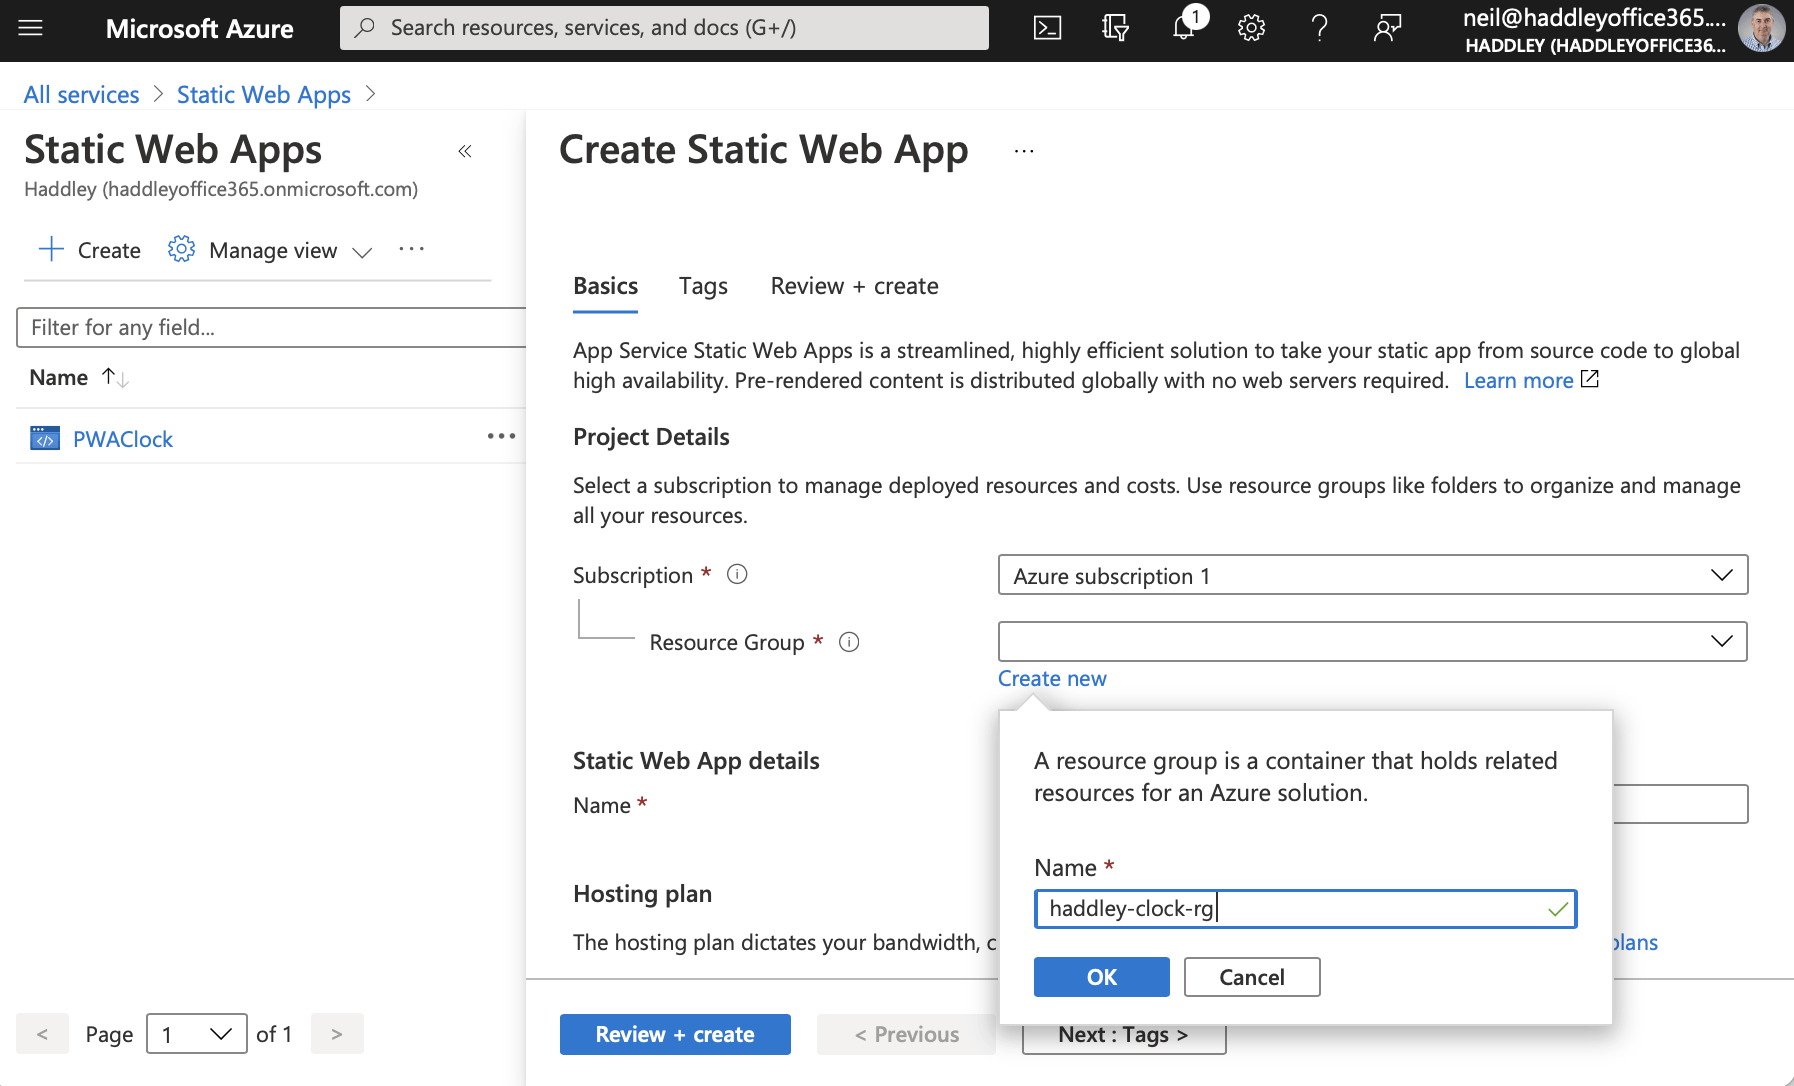 Microsoft Azure
Search resources, services, and docs (G+/)
1
neil@haddleyoffice365....
HADDLEY (HADDLEYOFFICE36...
All services > Static Web Apps >
Static Web Apps
«
Haddley (haddleyoffice365.onmicrosoft.com)
Create
Manage view
...
Filter for any field...
Name ↑↓
PWAClock
...
Page 1 of 1
Create Static Web App
...
Basics
Tags
Review + create
App Service Static Web Apps is a streamlined, highly efficient solution to take your static app from source code to global
high availability. Pre-rendered content is distributed globally with no web servers required. Learn more
Project Details
Select a subscription to manage deployed resources and costs. Use resource groups like folders to organize and manage
all your resources.
Subscription *
Azure subscription 1
Resource Group *
Create new
A resource group is a container that holds related
resources for an Azure solution.
Name *
haddley-clock-rg
OK
Cancel
Static Web App details
Name *
Hosting plan
The hosting plan dictates your bandwidth, c
plans
Review + create
< Previous
Next : Tags >